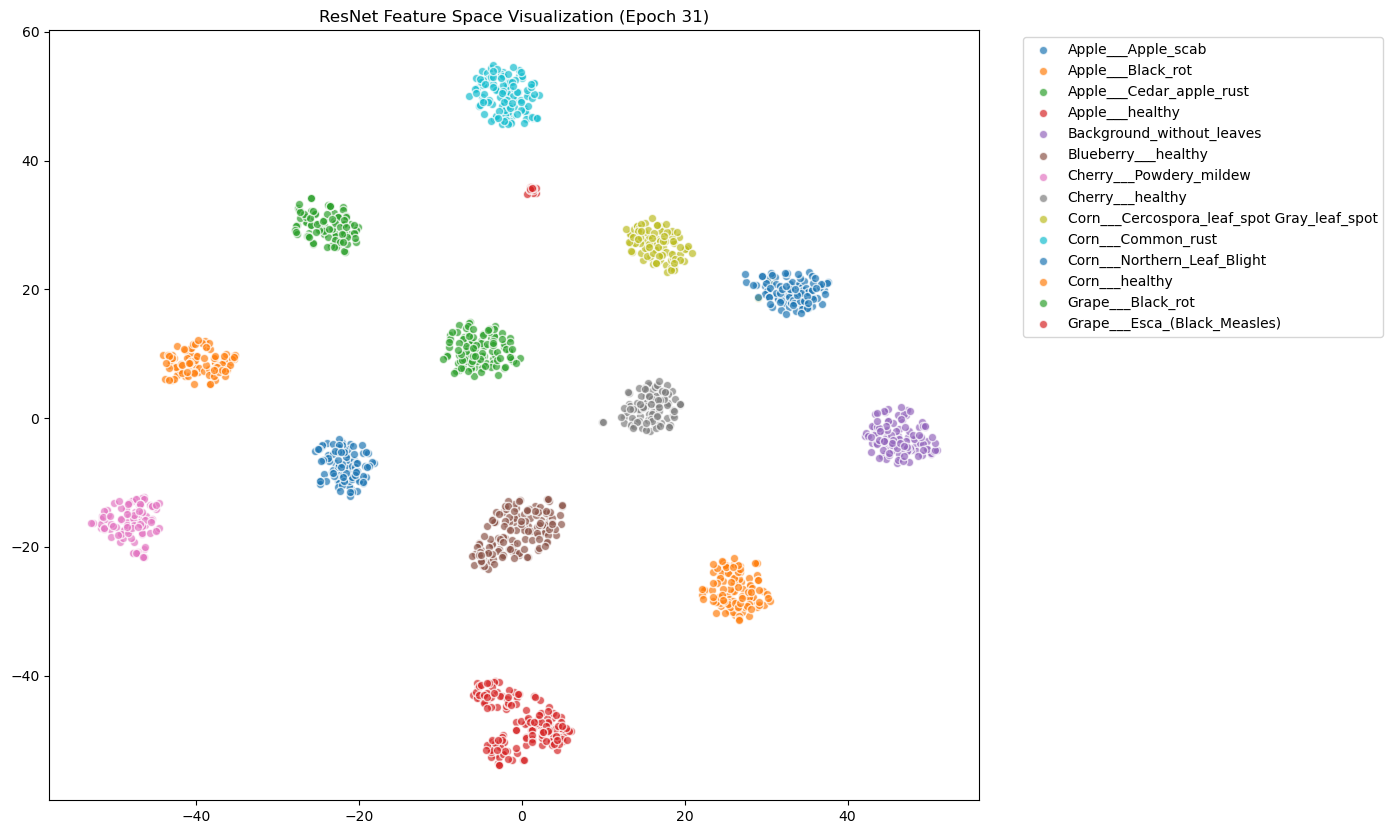 ResNet Feature Space Visualization (Epoch 31)
60
40
20
0
−20
−40
−40
−20
0
20
40
Apple___Apple_scab
Apple___Black_rot
Apple___Cedar_apple_rust
Apple___healthy
Background_without_leaves
Blueberry___healthy
Cherry___Powdery_mildew
Cherry___healthy
Corn___Cercospora_leaf_spot Gray_leaf_spot
Corn___Common_rust
Corn___Northern_Leaf_Blight
Corn___healthy
Grape___Black_rot
Grape___Esca_(Black_Measles)